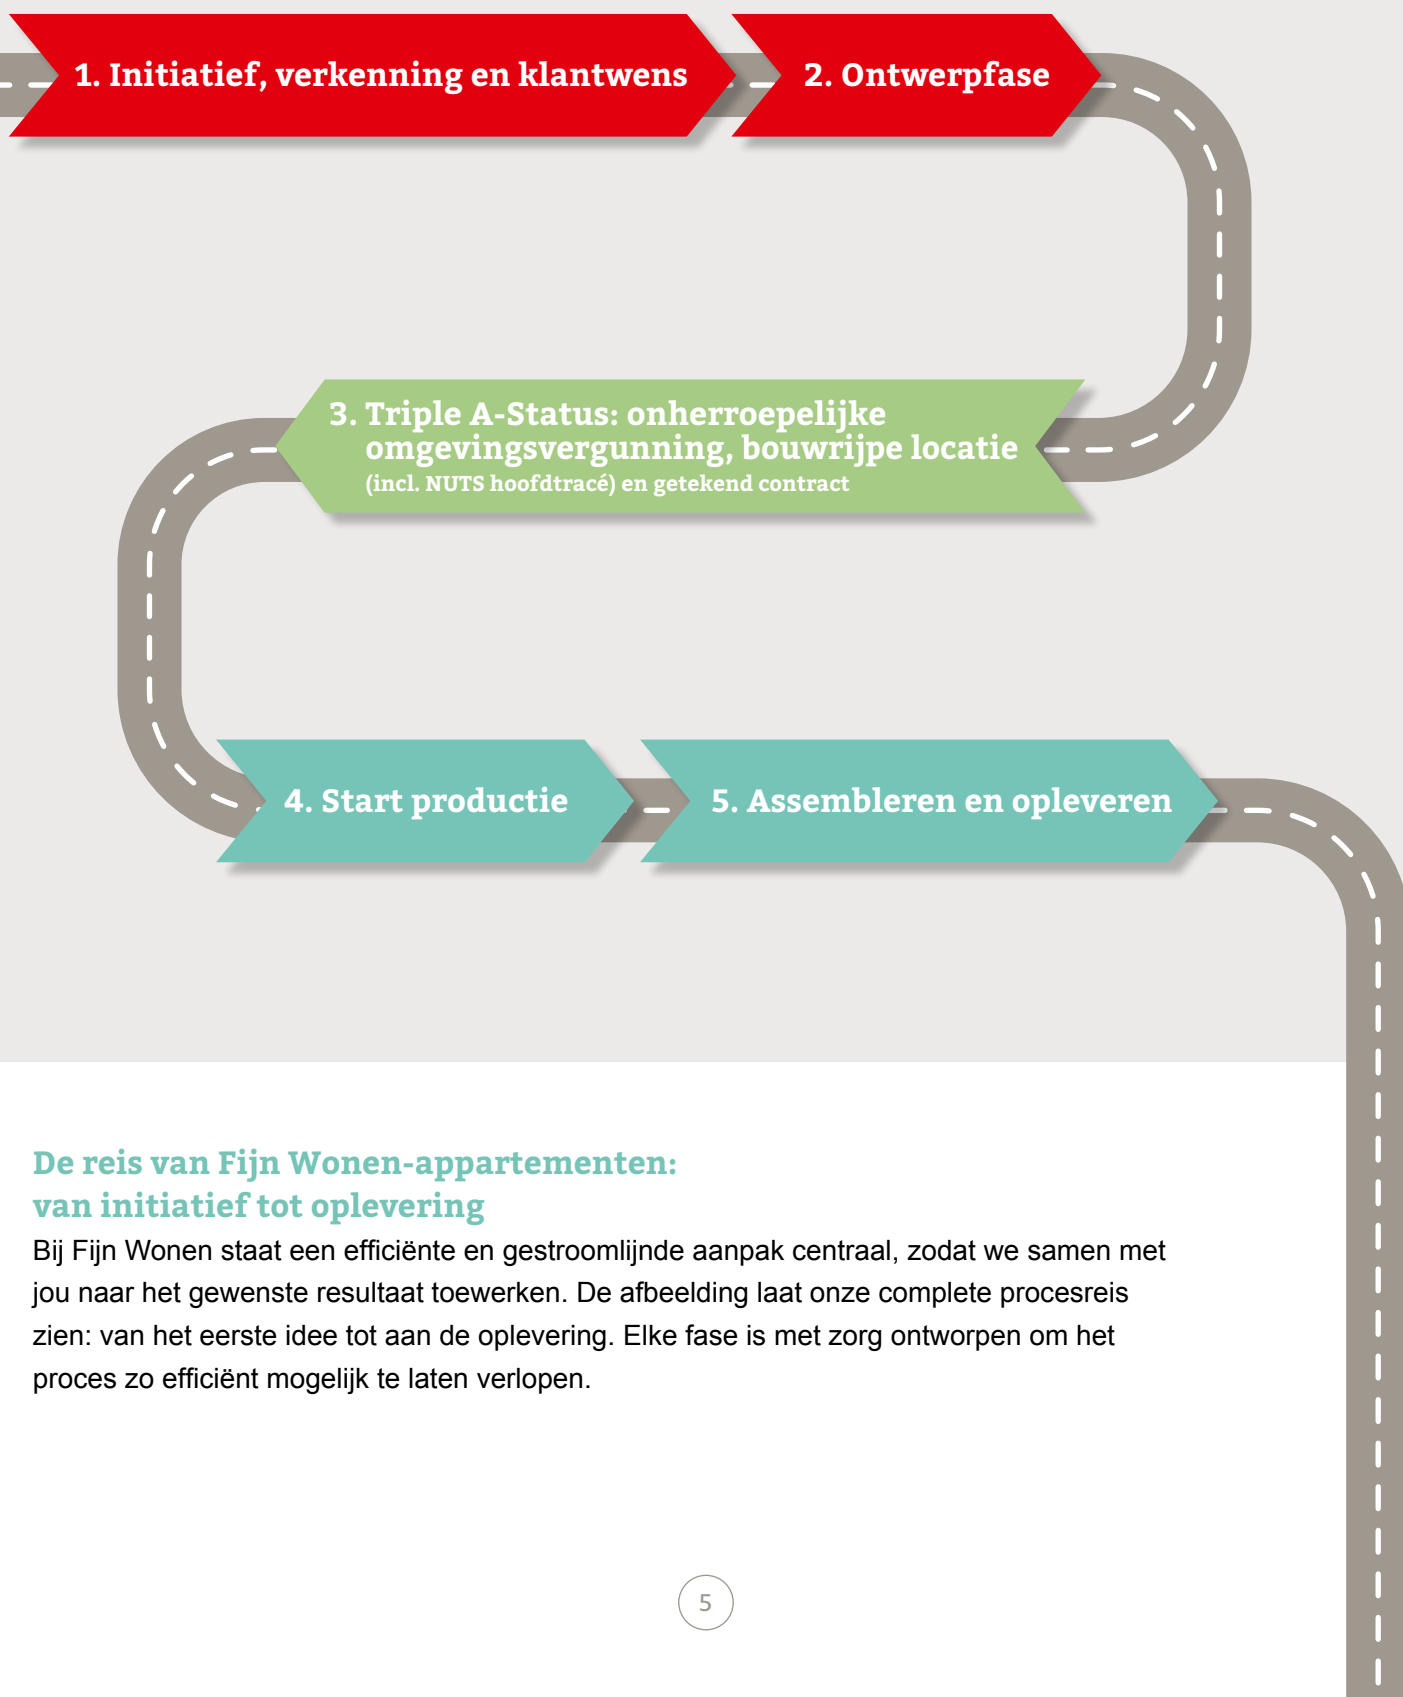 1. Initiatief, verkenning en klantwens
2. Ontwerpfase
3. Triple A-Status: onherroepelijke
omgevingsvergunning, bouwrijpe locatie
(incl. NUTS hoofdtracé) en getekend contract
4. Start productie
5. Assembleren en opleveren
De reis van Fijn Wonen-appartementen:
van initiatief tot oplevering
Bij Fijn Wonen staat een efficiënte en gestroomlijnde aanpak centraal, zodat we samen met
jou naar het gewenste resultaat toewerken. De afbeelding laat onze complete procesreis
zien: van het eerste idee tot aan de oplevering. Elke fase is met zorg ontworpen om het
proces zo efficiënt mogelijk te laten verlopen.
5